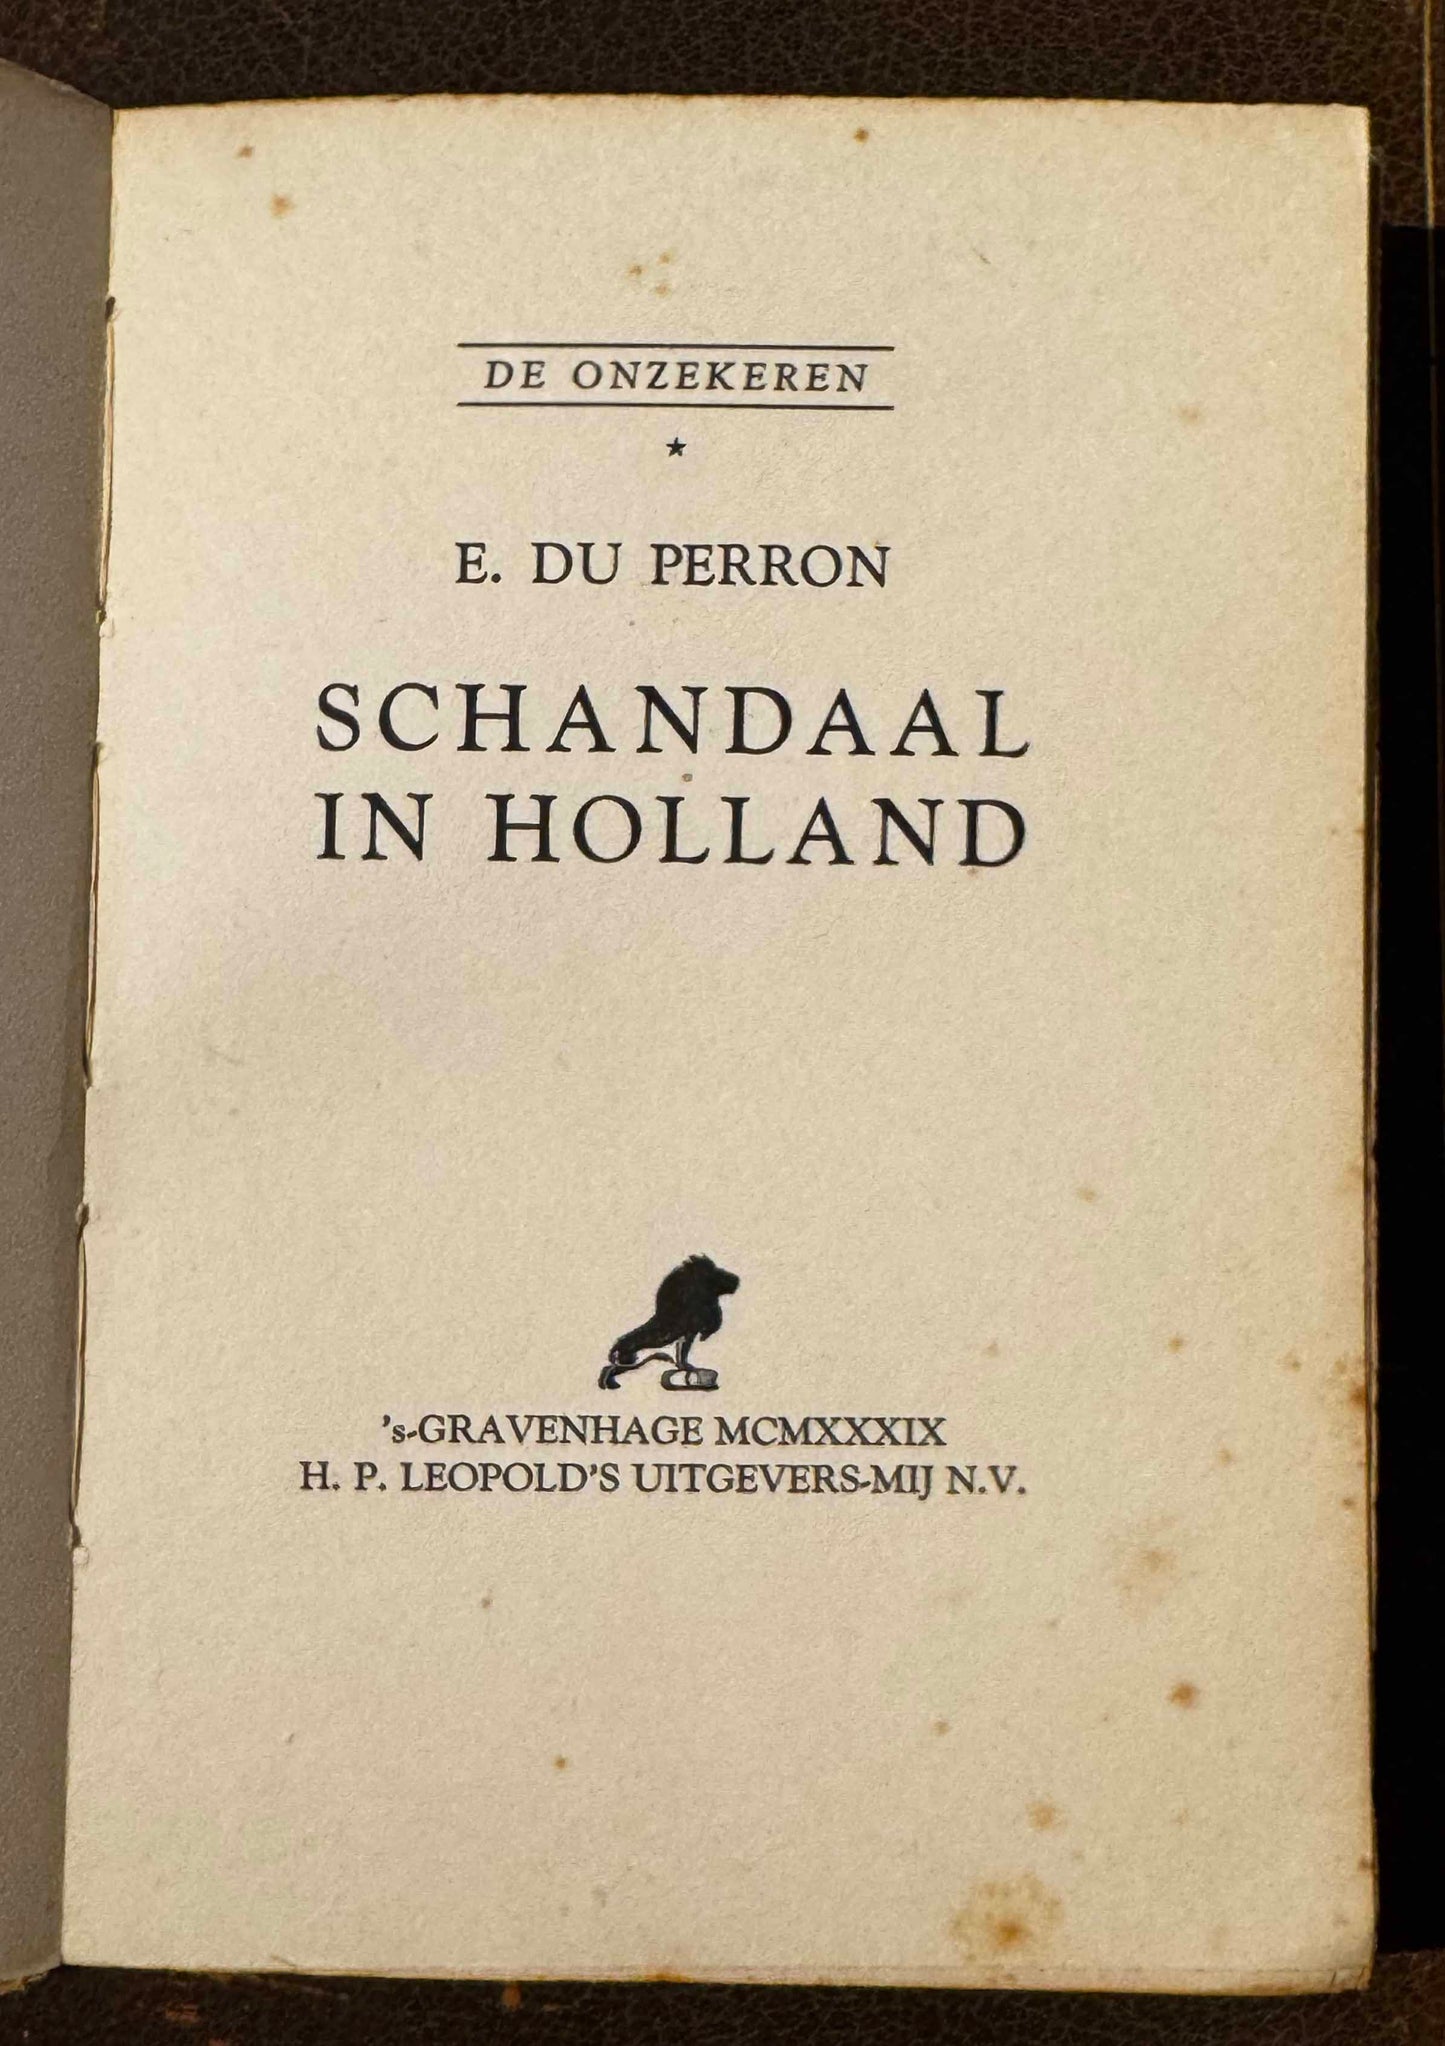 DE ONZEKEREN
★
E. DU PERRON
SCHANDAAL
IN HOLLAND
's-GRAVENHAGE MCMXXXIX
H. P. LEOPOLD'S UITGEVERS-MIJ N.V.